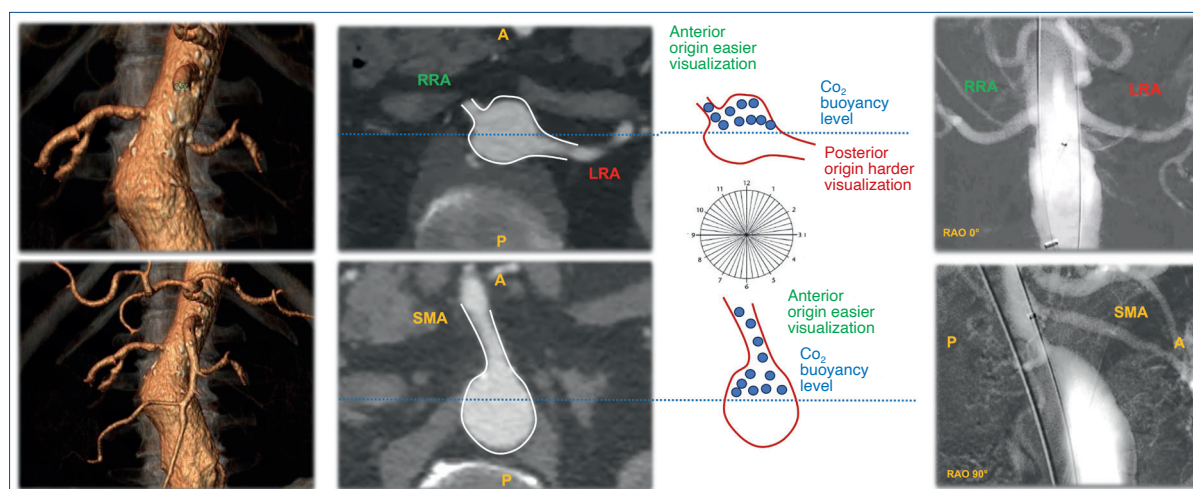 A
RRA
LRA
P
Anterior
origin easier
visualization
Co2
buoyancy
level
Posterior
origin harder
visualization
RRA
LRA
RAO 0°
12
1
2
3
4
5
6
7
8
9
10
11
A
SMA
P
Anterior origin easier
visualization
Co2
buoyancy
level
P
SMA
A
RAO 90°